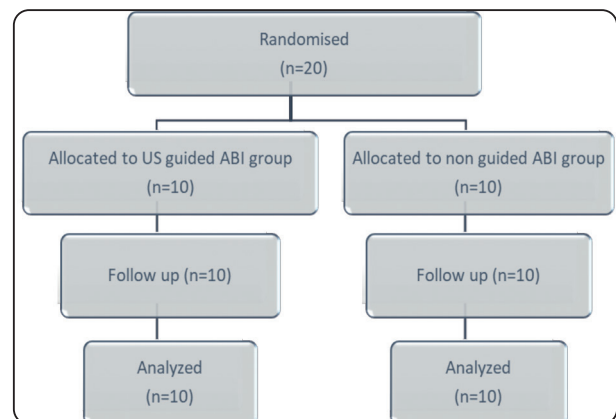 Randomised
(n=20)
Allocated to US guided ABI group
(n=10)
Allocated to non guided ABI group
(n=10)
Follow up (n=10)
Follow up (n=10)
Analyzed
(n=10)
Analyzed
(n=10)